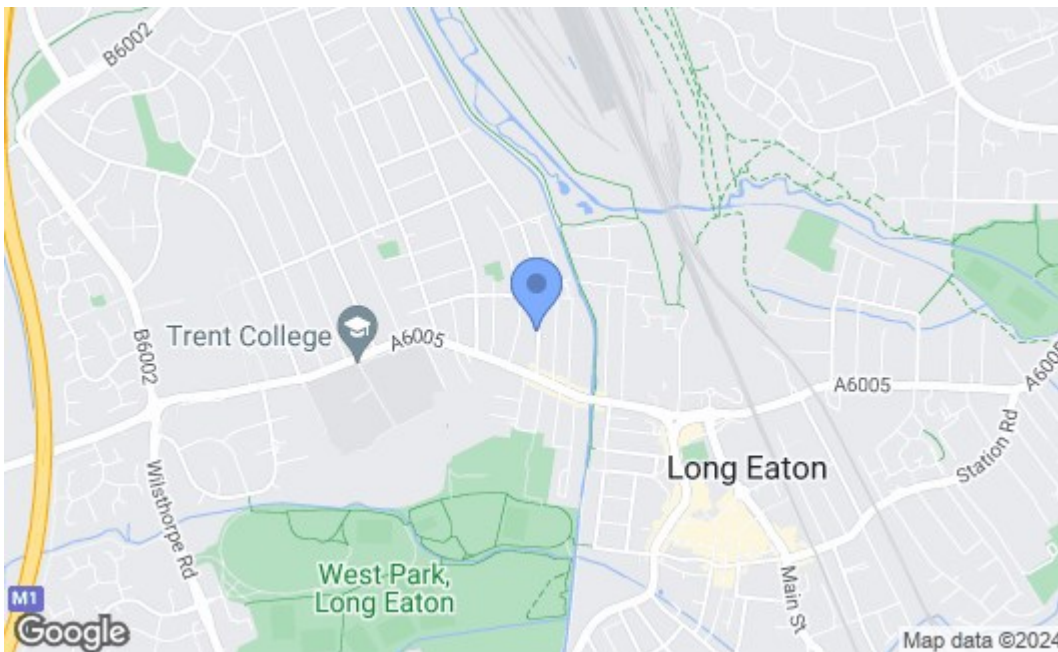 B6002
Trent College
A6005
B6002
A6005
A6005
Long Eaton
Station Rd
Wilsthorpe Rd
West Park,
Long Eaton
Main St
M1
Google
Map data ©2024